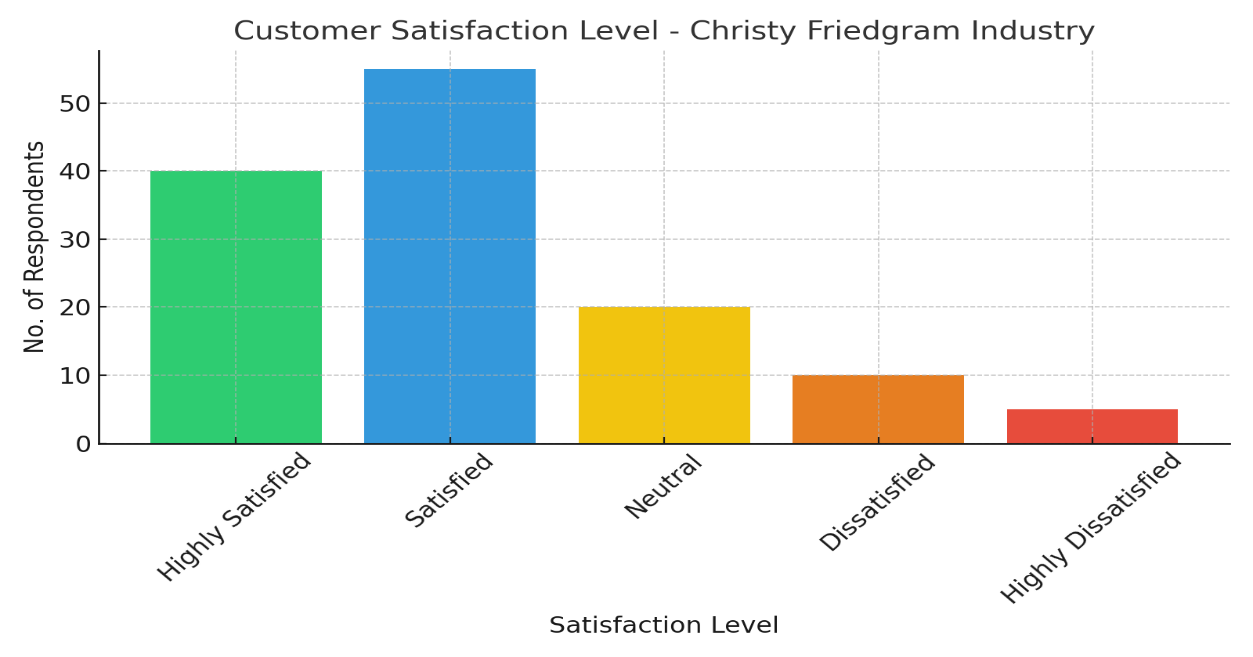 Customer Satisfaction Level - Christy Friedgram Industry
No. of Respondents
50
40
30
20
10
0
Highly Satisfied
Satisfied
Neutral
Dissatisfied
Highly Dissatisfied
Satisfaction Level